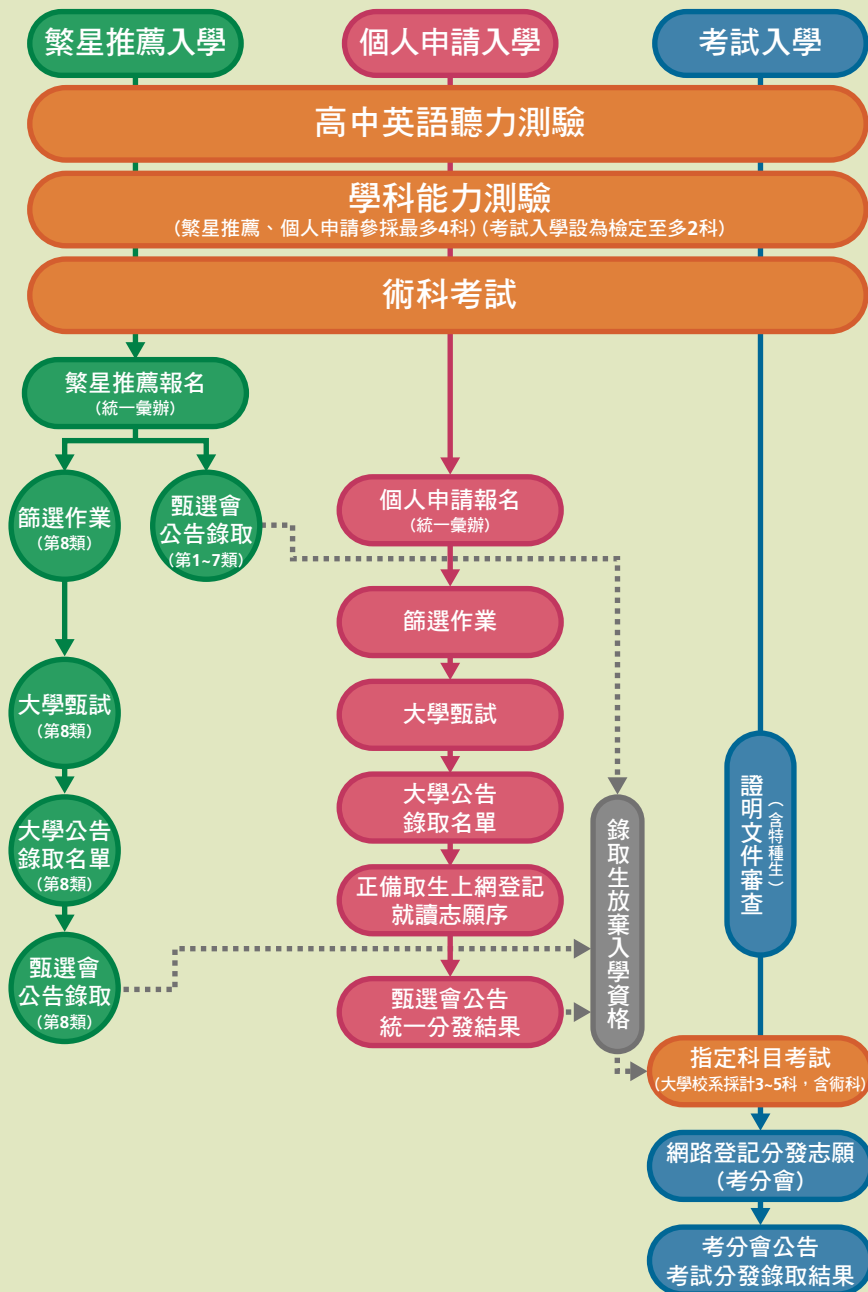 繁星推薦入學
個人申請入學
考試入學
高中英語聽力測驗
學科能力測驗
(繁星推薦、個人申請參採最多4科)(考試入學設為檢定至多2科)
術科考試
繁星推薦報名
(統一彙辦)
篩選作業
(第8類)
甄選會
公告錄取
(第1~7類)
個人申請報名
(統一彙辦)
篩選作業
大學甄試
(第8類)
大學甄試
大學公告
錄取名單
(第8類)
大學公告
錄取名單
正備取生上網登記
就讀志願序
甄選會
公告錄取
(第8類)
甄選會公告
統一分發結果
錄取生放棄入學資格
證明文件審查
(含特種生)
指定科目考試
(大學校系採計3~5科,含術科)
網路登記分發志願
(考分會)
考分會公告
考試分發錄取結果